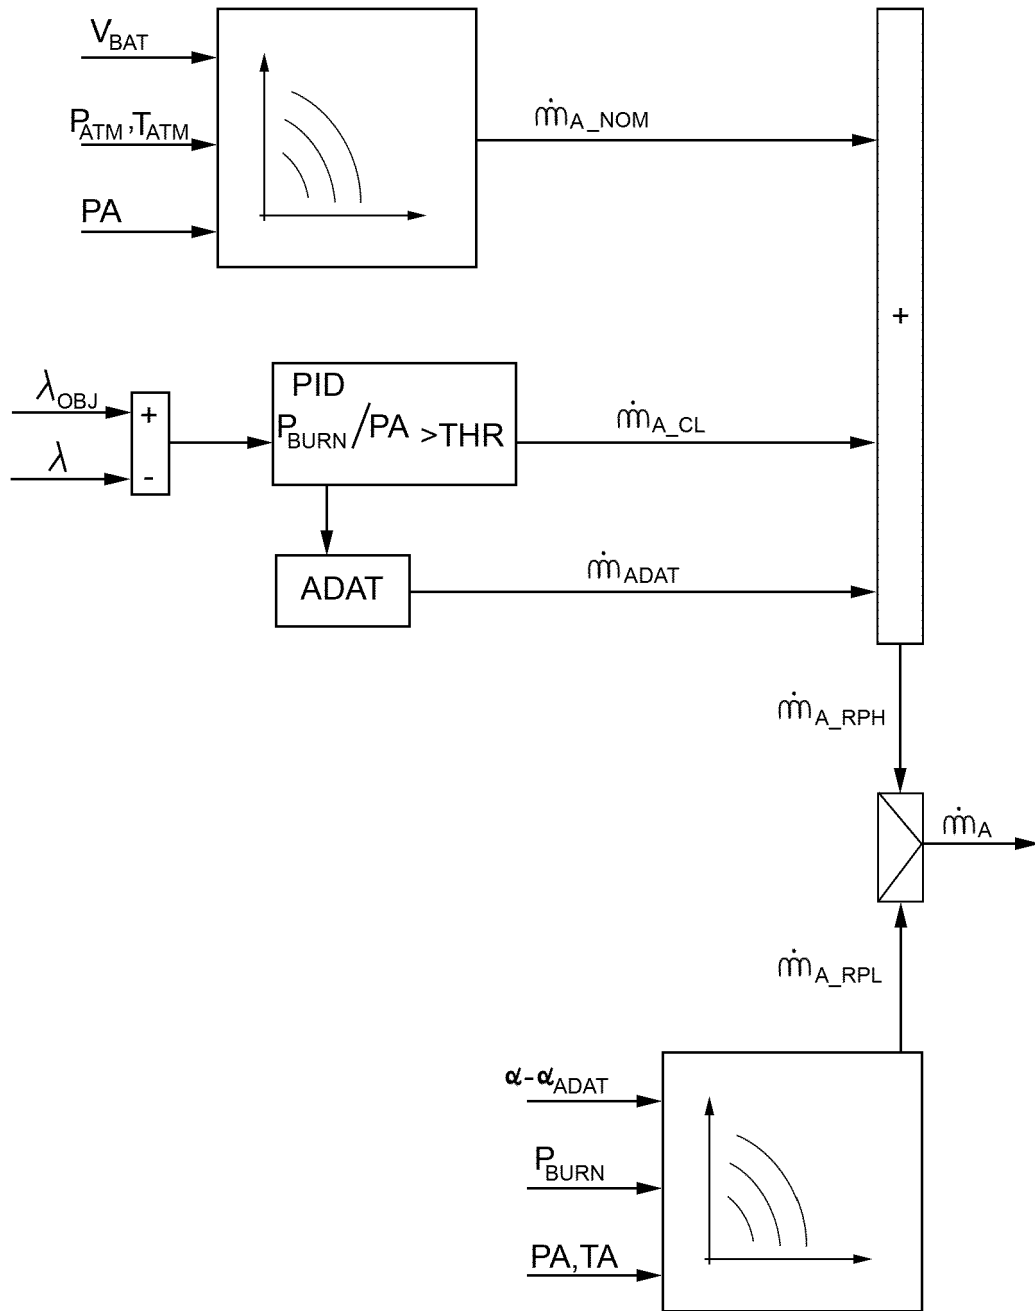 V_BAT
P_ATM,T_ATM
PA
ṁ_A_NOM
+
λ_OBJ
λ
+
-
PID
P_BURN/PA >THR
ṁ_A_CL
ADAT
ṁ_ADAT
ṁ_A_RPH
ṁ_A
ṁ_A_RPL
α-α_ADAT
P_BURN
PA,TA